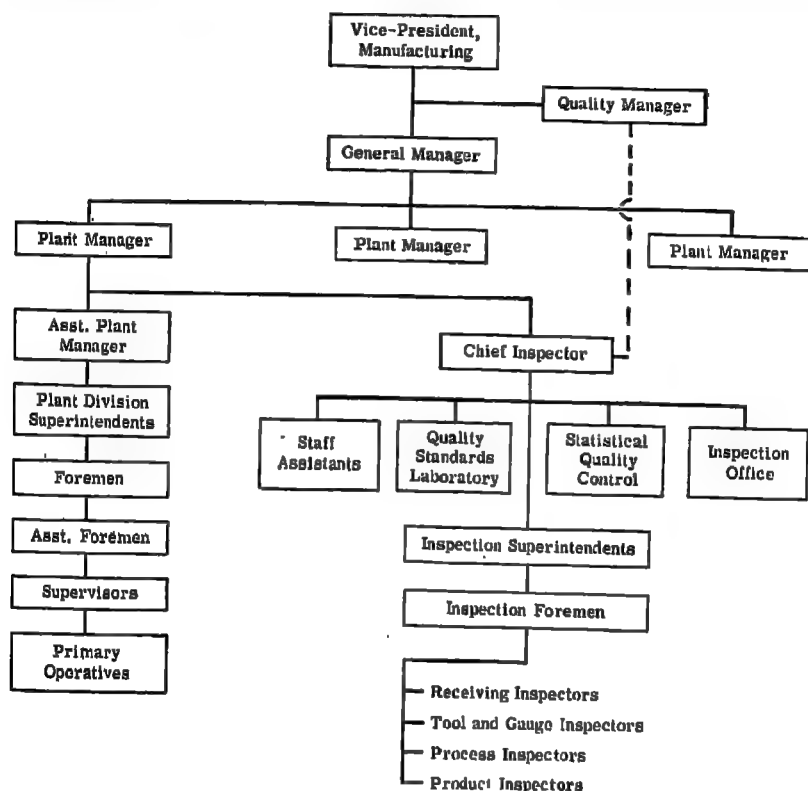 Vice-President,
Manufacturing
Quality Manager
General Manager
Plant Manager
Plant Manager
Plant Manager
Asst. Plant
Manager
Chief Inspector
Plant Division
Superintendents
Staff
Assistants
Quality
Standards
Laboratory
Statistical
Quality
Control
Inspection
Office
Foremen
Asst. Foremen
Inspection Superintendents
Supervisors
Inspection Foremen
Primary
Operatives
Receiving Inspectors
Tool and Gauge Inspectors
Process Inspectors
Product Inspectors